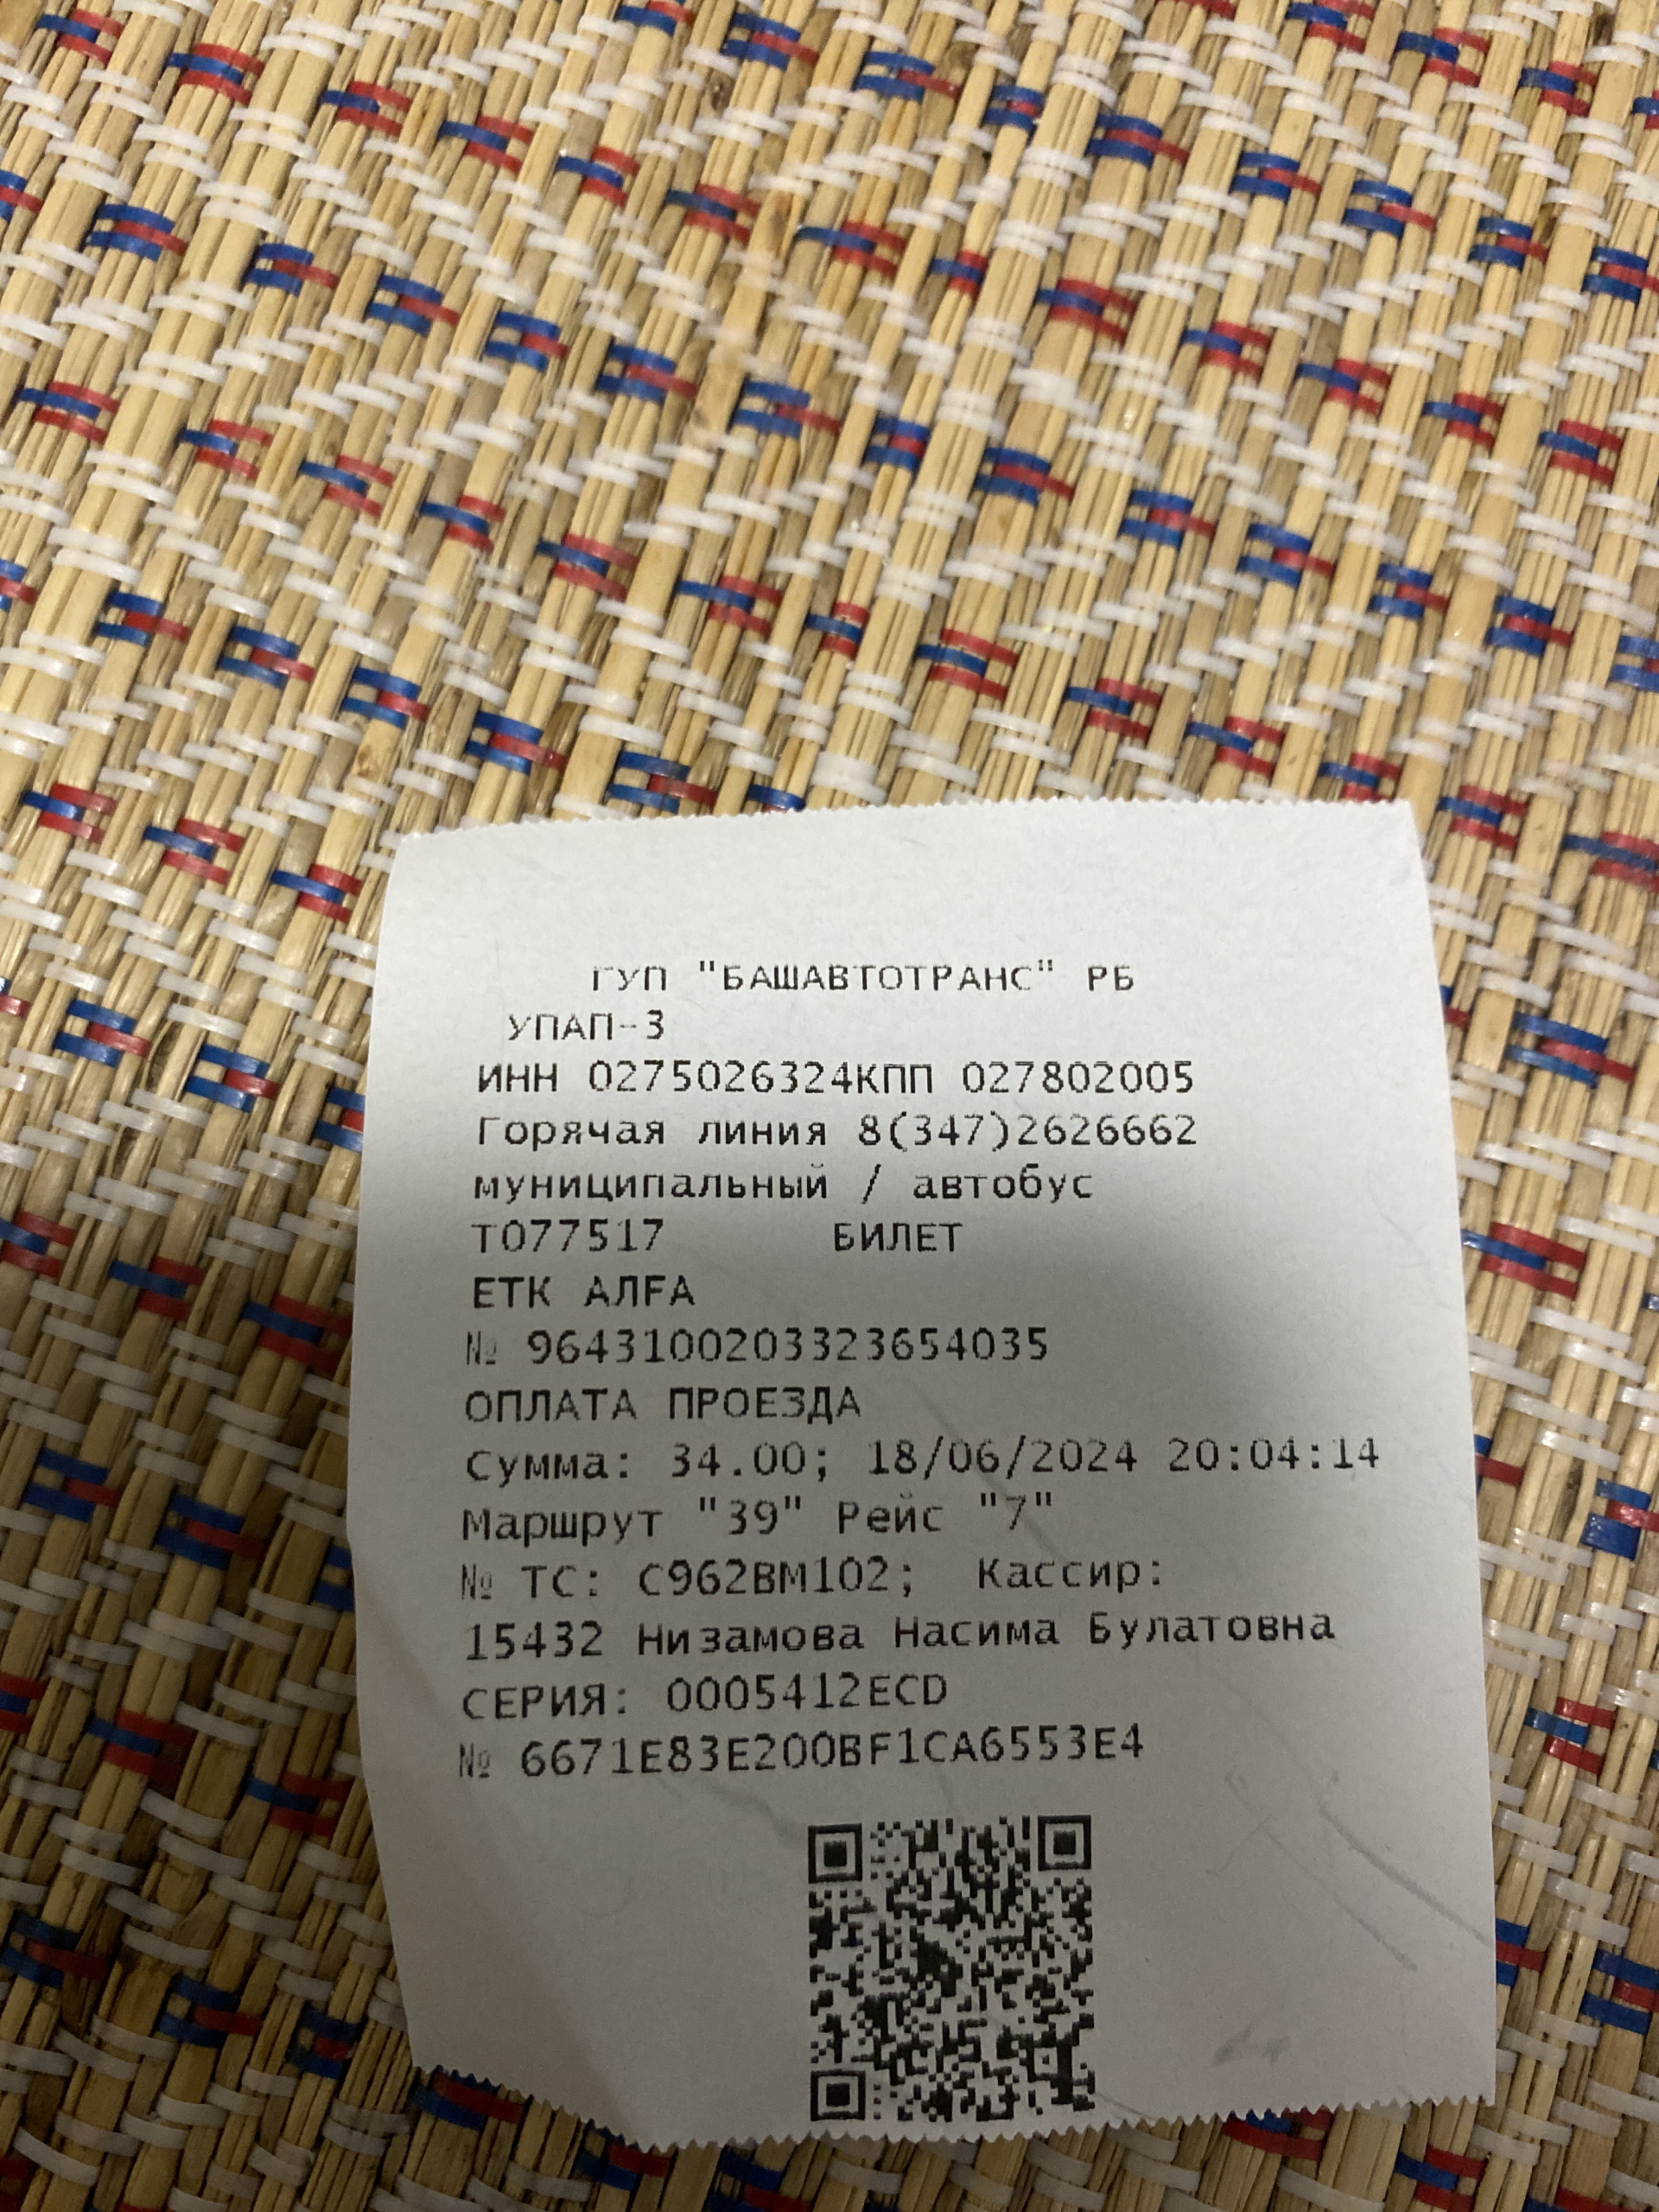 ГУП "БАШАВТОТРАНС" РБ
УПАП-3
ИНН 0275026324КПП 027802005
Горячая линия 8(347)2626662
муниципальный / автобус
Т077517 БИЛЕТ
ЕТК АЛҒА
№ 9643100203323654035
ОПЛАТА ПРОЕЗДА
Сумма: 34.00; 18/06/2024 20:04:14
Маршрут "39" Рейс "7"
№ ТС: С962ВМ102; Кассир:
15432 Низамова Насима Булатовна
СЕРИЯ: 0005412ECD
№ 6671E83E200BF1CA6553E4